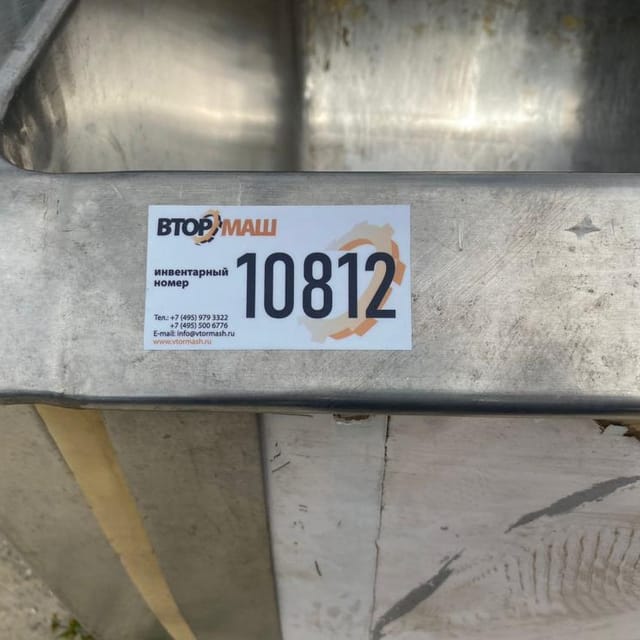 ВТОРМАШ
инвентарный
номер
10812
Тел.: +7 (495) 979 3322
+7 (495) 500 6776
E-mail: info@vtormash.ru
www.vtormash.ru